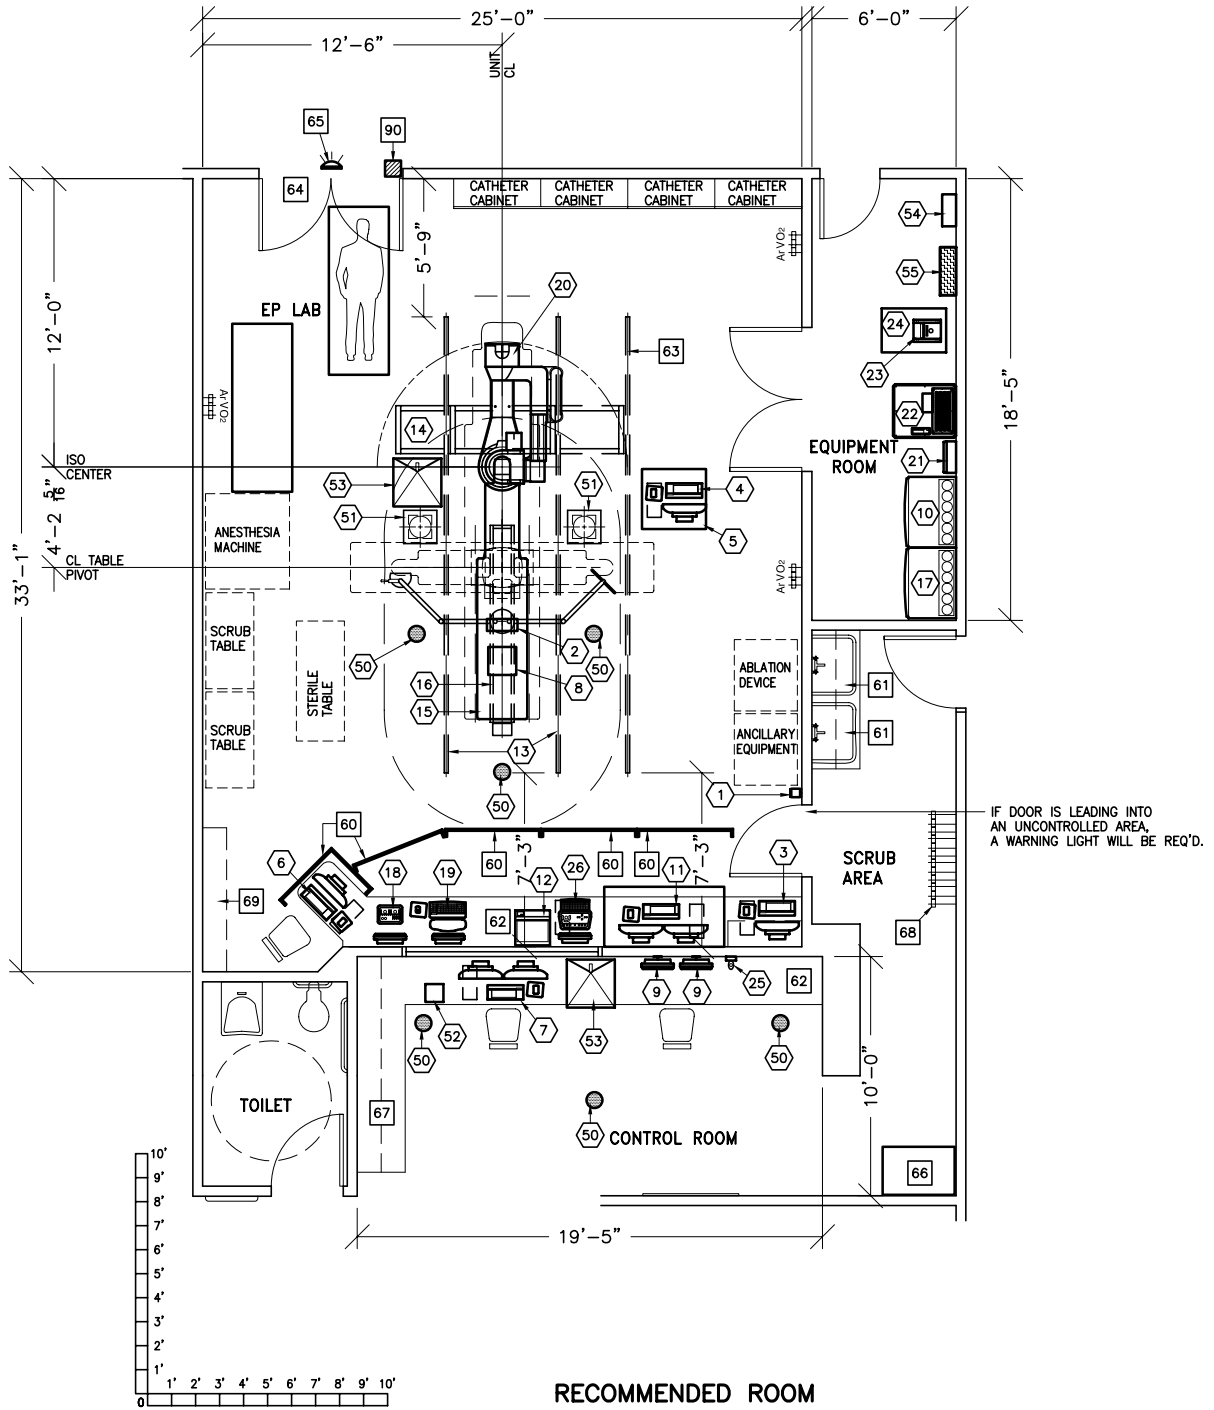 25'-0"
6'-0"
12'-6"
UNIT
CL
65
90
64
CATHETER
CABINET
CATHETER
CABINET
CATHETER
CABINET
CATHETER
CABINET
54
ArVO2
5'-9"
55
12'-0"
EP LAB
20
24
63
23
18'-5"
ArVO2
22
14
EQUIPMENT
ROOM
21
ISO
CENTER
53
51
4
10
51
5
4'-2 5/16"
ANESTHESIA
MACHINE
33'-1"
CL TABLE
PIVOT
ArVO2
17
SCRUB
TABLE
2
50
50
STERILE
TABLE
16
8
ABLATION
DEVICE
61
15
SCRUB
TABLE
13
ANCILLARY
EQUIPMENT
61
50
1
IF DOOR IS LEADING INTO
AN UNCONTROLLED AREA,
A WARNING LIGHT WILL BE REQ'D.
60
6
60
7'-3"
60
60
7'-3"
3
SCRUB
AREA
18
19
12
26
11
69
62
68
9
9
25
62
52
7
53
50
50
10'-0"
TOILET
67
50
CONTROL ROOM
66
19'-5"
10'
9'
8'
7'
6'
5'
4'
3'
2'
1'
0
1'
2'
3'
4'
5'
6'
7'
8'
9'
10'
RECOMMENDED ROOM